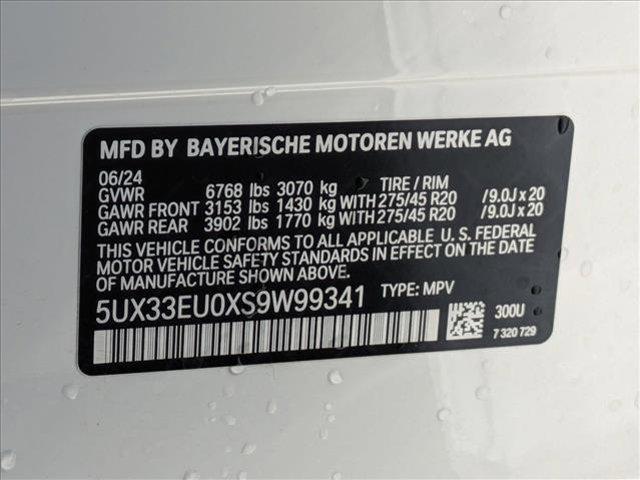 MFD BY BAYERISCHE MOTOREN WERKE AG
06/24
GVWR 6768 lbs 3070 kg TIRE / RIM
GAWR FRONT 3153 lbs 1430 kg WITH 275/45 R20 /9.0J x 20
GAWR REAR 3902 lbs 1770 kg WITH 275/45 R20 /9.0J x 20
THIS VEHICLE CONFORMS TO ALL APPLICABLE U. S. FEDERAL
MOTOR VEHICLE SAFETY STANDARDS IN EFFECT ON THE DATE
OF MANUFACTURE SHOWN ABOVE.
5UX33EU0XS9W99341 TYPE: MPV
300U
7 320 729